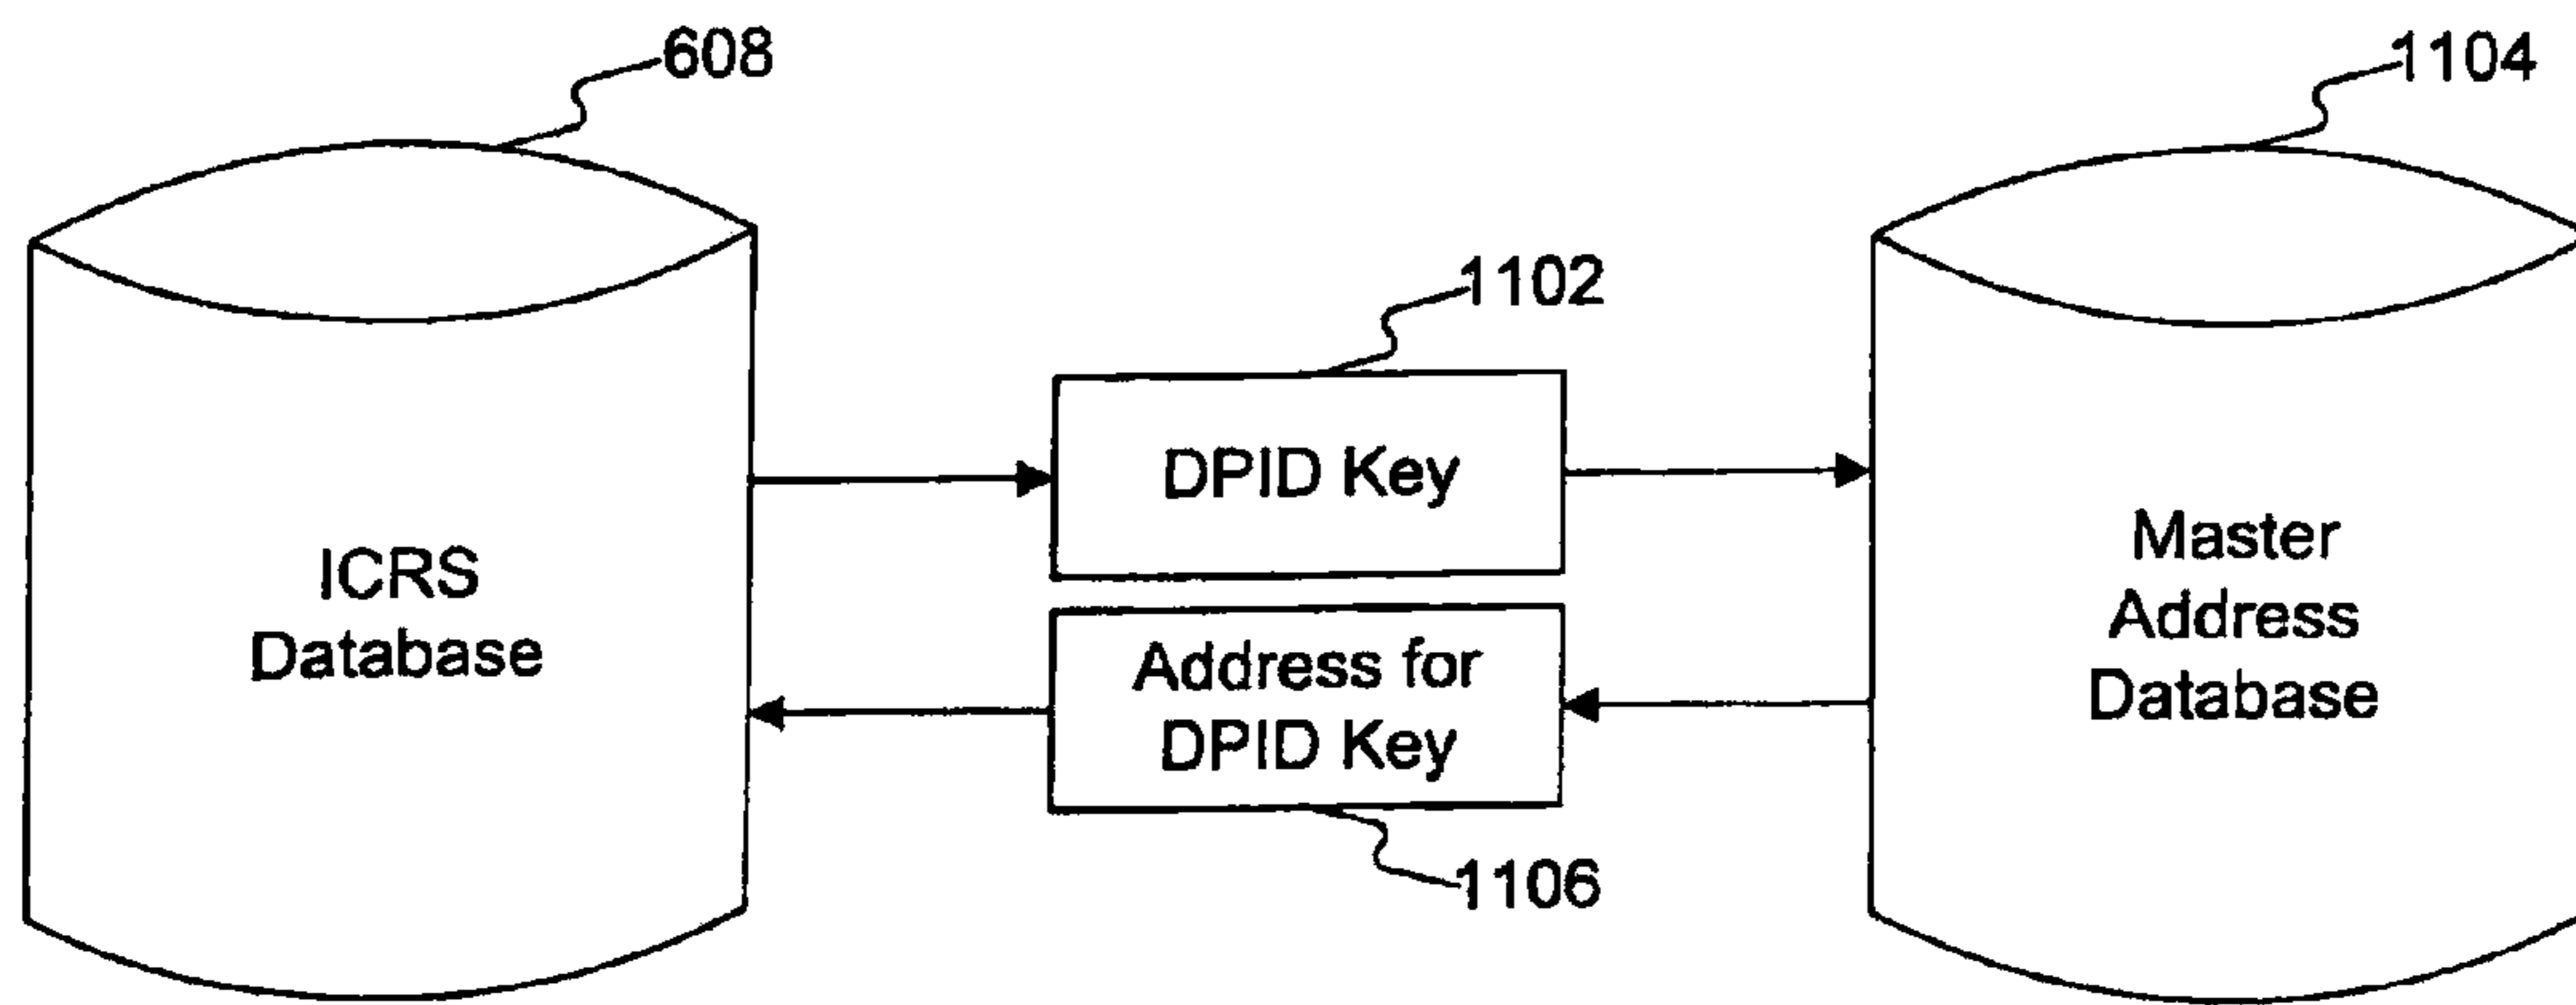 608
1104
1102
DPID Key
ICRS
Database
Master
Address
Database
Address for
DPID Key
1106